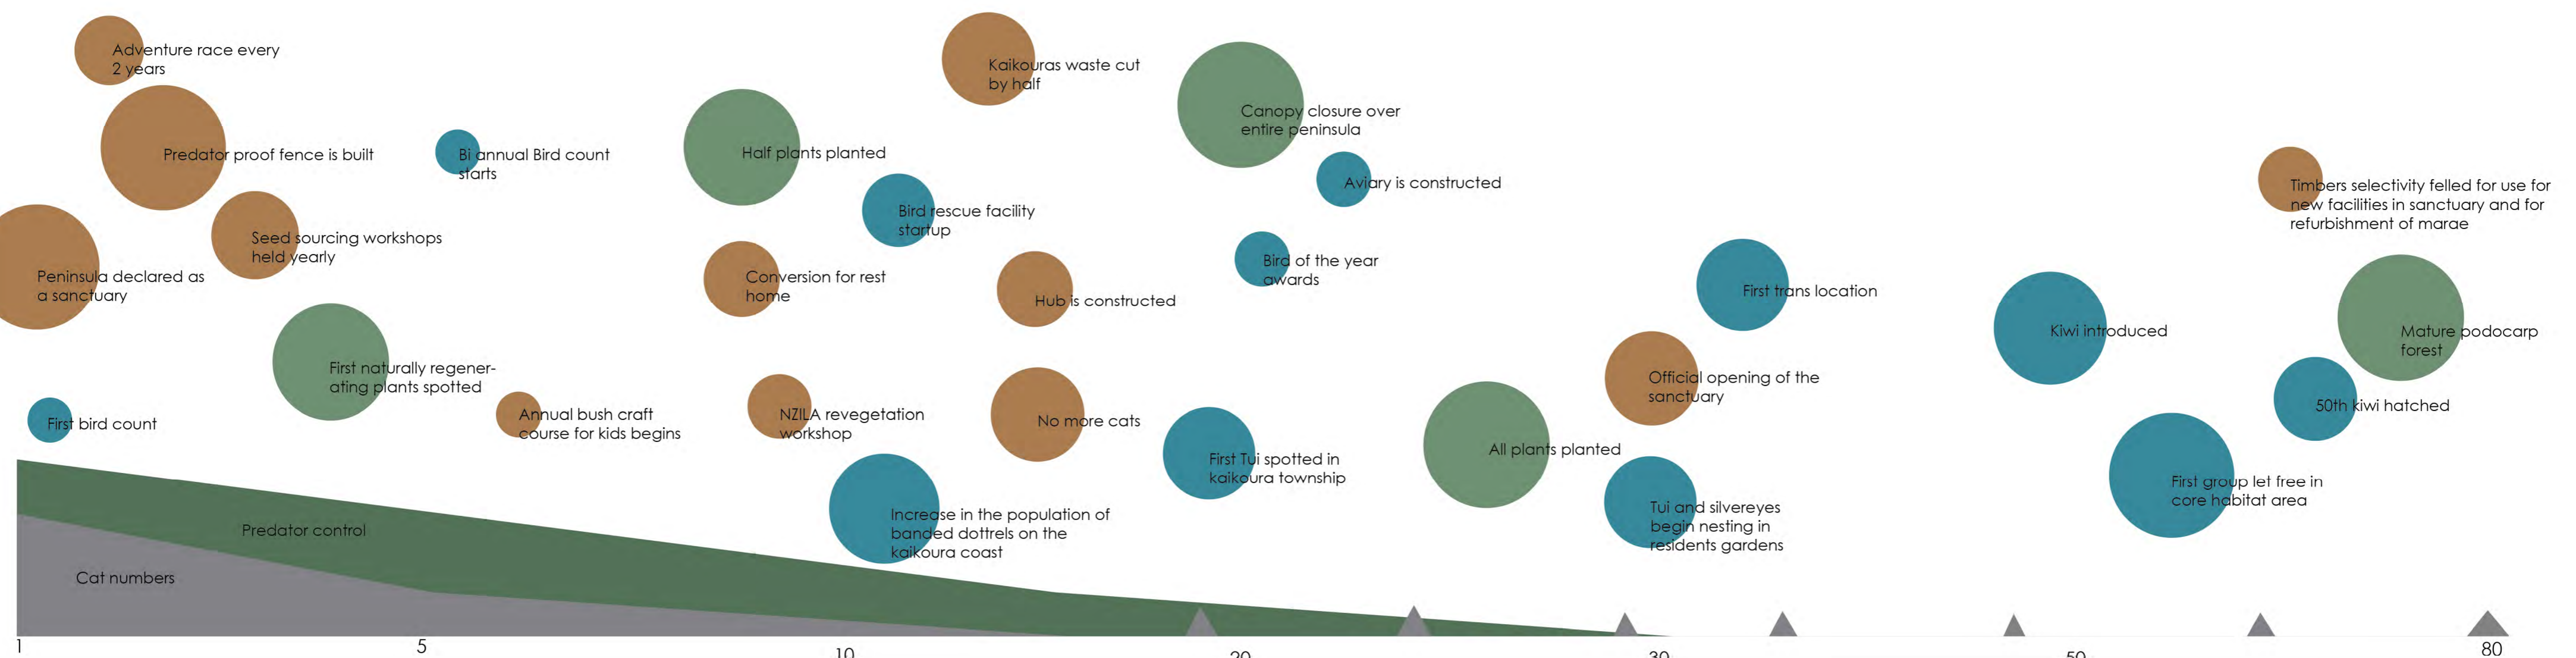 Adventure race every
2 years
Predator proof fence is built
Seed sourcing workshops
held yearly
Peninsula declared as
a sanctuary
First naturally regener-
ating plants spotted
First bird count
Bi annual Bird count
starts
Annual bush craft
course for kids begins
Half plants planted
Conversion for rest
home
NZILA revegetation
workshop
Bird rescue facility
startup
Increase in the population of
banded dottrels on the
kaikoura coast
Kaikouras waste cut
by half
Hub is constructed
No more cats
Canopy closure over
entire peninsula
Aviary is constructed
Bird of the year
awards
First Tui spotted in
kaikoura township
All plants planted
First trans location
Official opening of the
sanctuary
Tui and silvereyes
begin nesting in
residents gardens
Kiwi introduced
First group let free in
core habitat area
Timbers selectivity felled for use for
new facilities in sanctuary and for
refurbishment of marae
Mature podocarp
forest
50th kiwi hatched
Predator control
Cat numbers
1
5
10
20
30
50
80